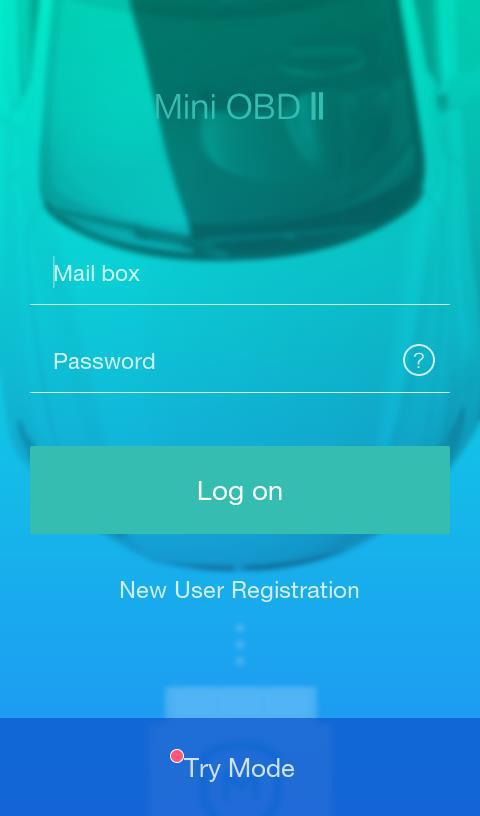 Mini OBD II
Mail box
Password
?
Log on
New User Registration
Try Mode